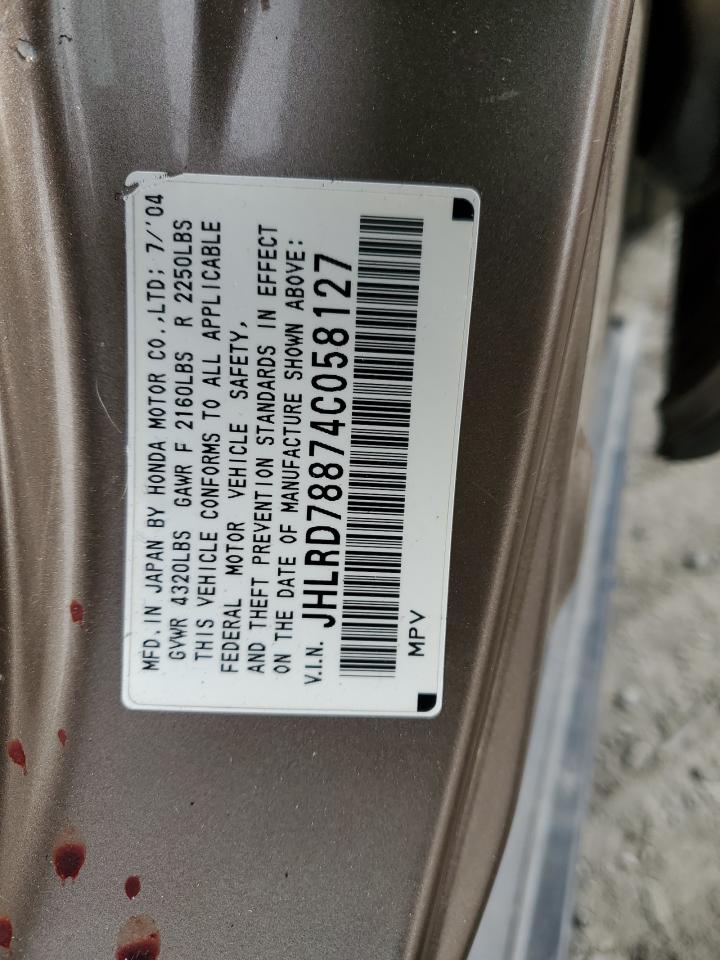 MFD. IN JAPAN BY HONDA MOTOR CO.,LTD: 7/'04
GVWR 4320LBS GAWR F 2160LBS R 2250LBS
THIS VEHICLE CONFORMS TO ALL APPLICABLE
FEDERAL MOTOR VEHICLE SAFETY,
AND THEFT PREVENTION STANDARDS IN EFFECT
ON THE DATE OF MANUFACTURE SHOWN ABOVE:
V.I.N. JHLRD78874C058127
MPV